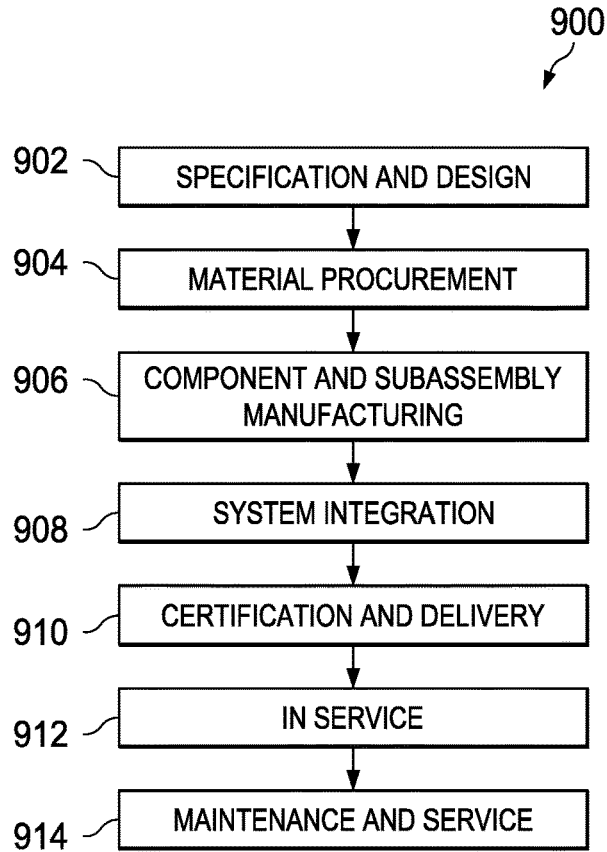 900
902
SPECIFICATION AND DESIGN
904
MATERIAL PROCUREMENT
906
COMPONENT AND SUBASSEMBLY
MANUFACTURING
908
SYSTEM INTEGRATION
910
CERTIFICATION AND DELIVERY
912
IN SERVICE
914
MAINTENANCE AND SERVICE